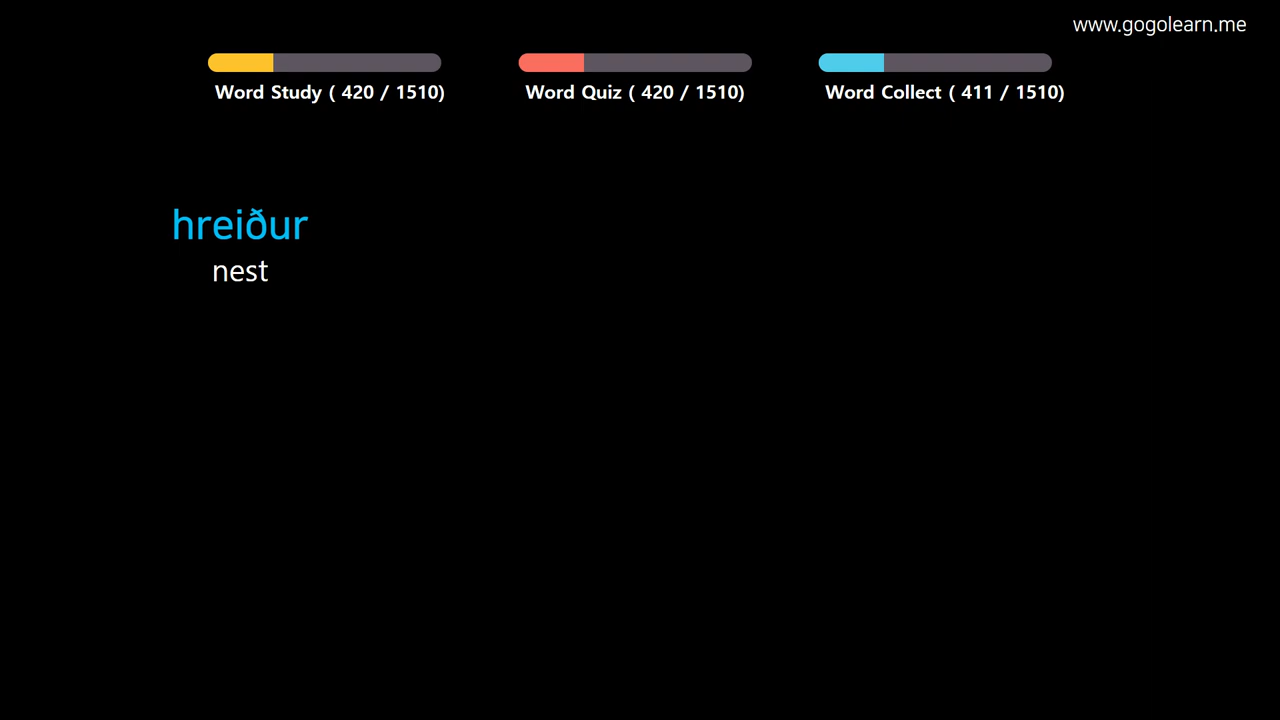 www.gogolearn.me
Word Study ( 420 / 1510)
Word Quiz ( 420 / 1510)
Word Collect ( 411 / 1510)
hreiður
nest